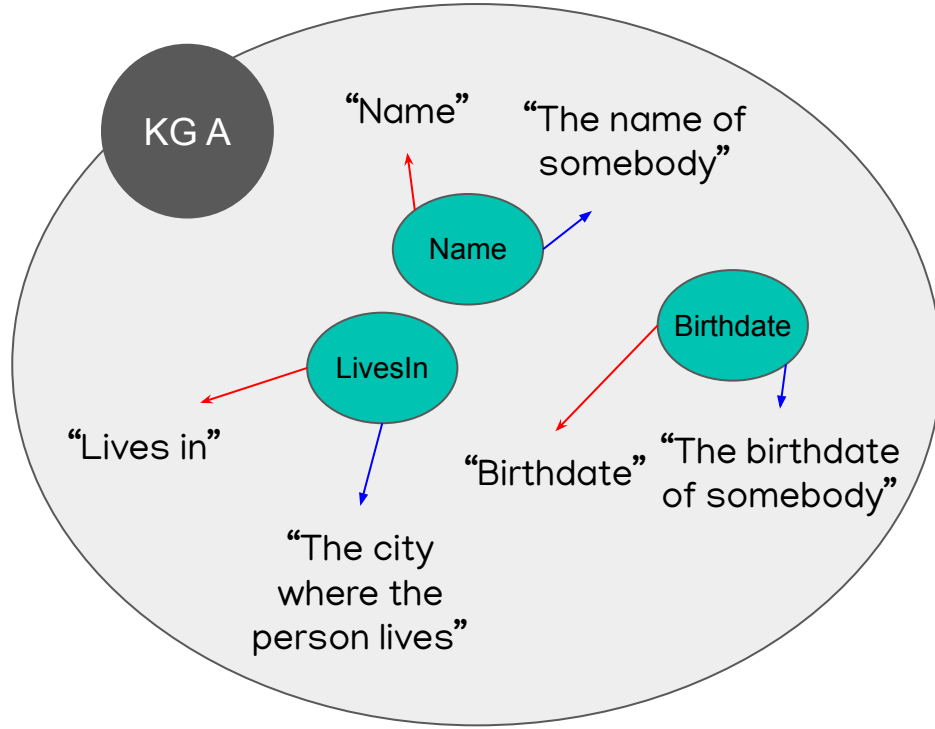 KG A
“Name”
“The name of
somebody”
Name
Birthdate
LivesIn
“Lives in”
“Birthdate”
“The birthdate
of somebody”
“The city
where the
person lives”